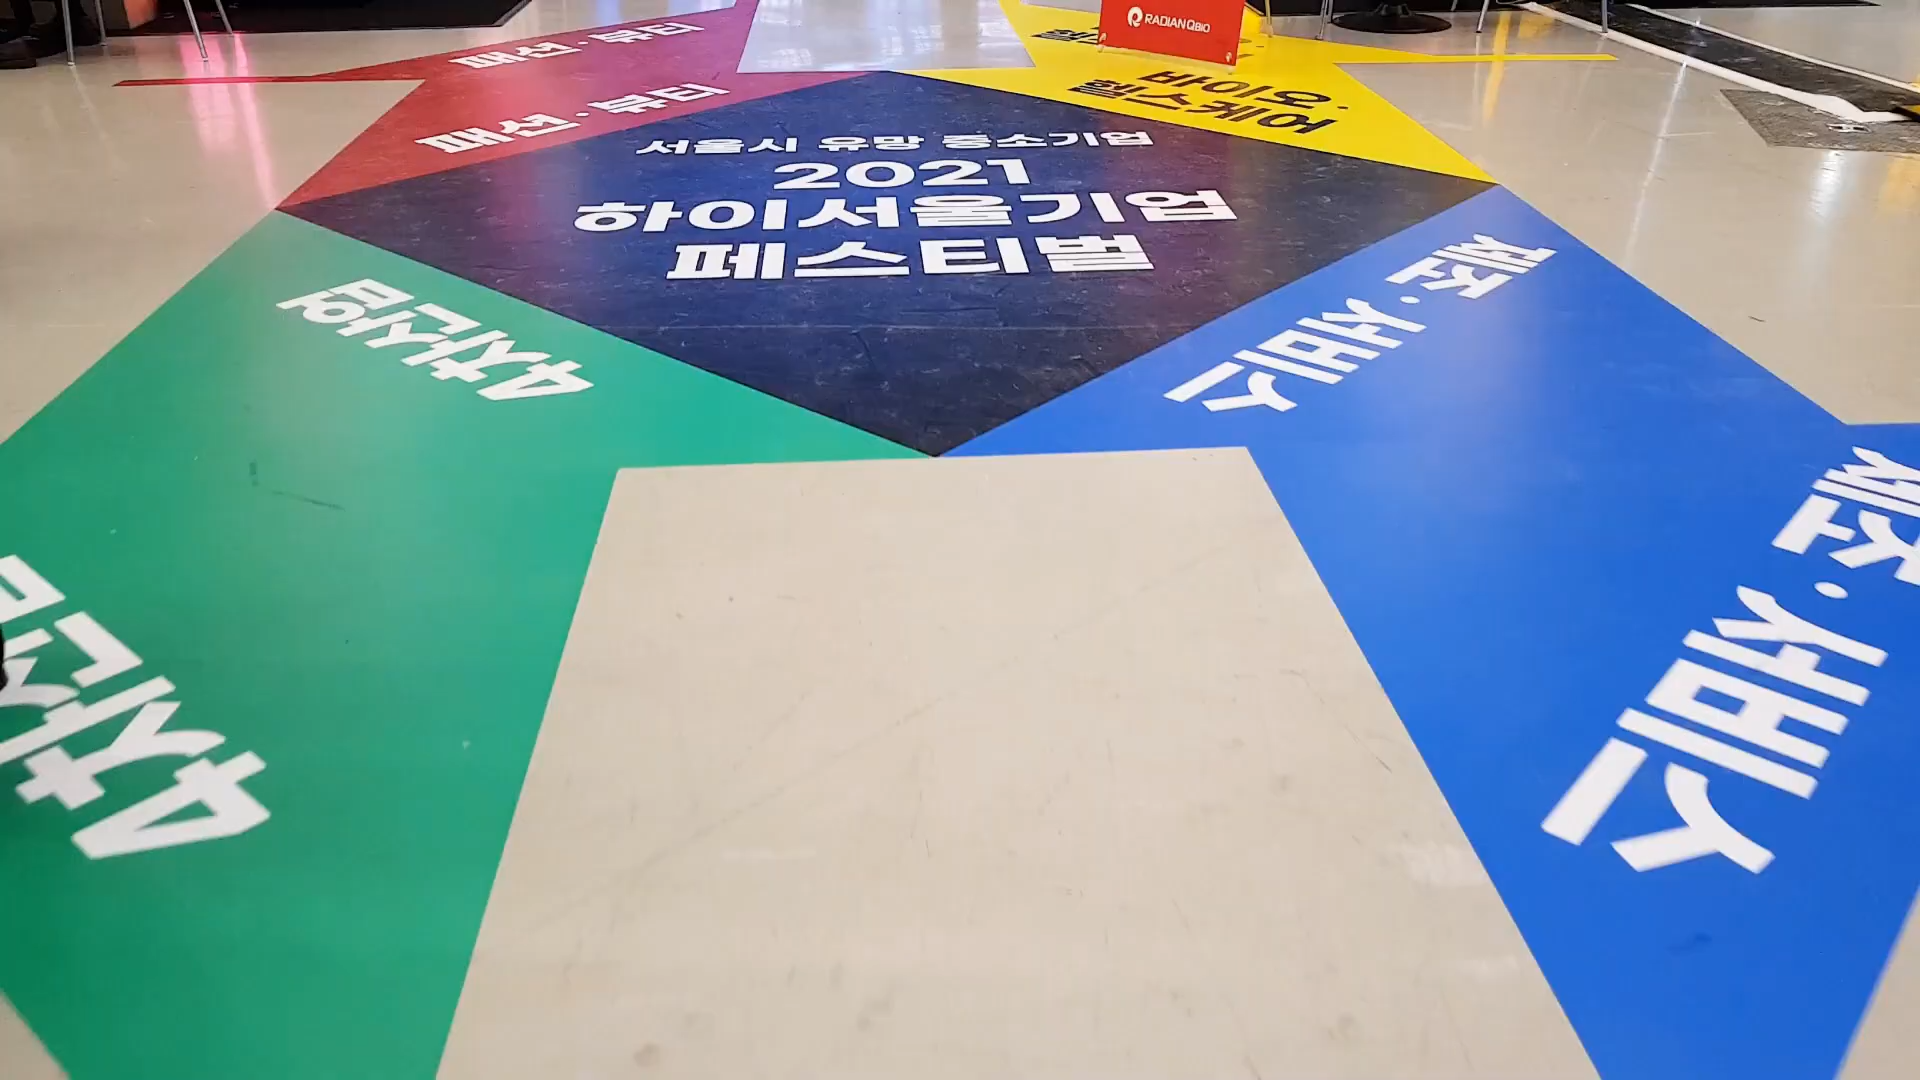 RADIANQBIO
패션·뷰티
패션·뷰티
바이오·
헬스케어
서울시 유망 중소기업
2021
하이서울기업
페스티벌
4차산업
제조·서비스
4차산업
제조·서비스